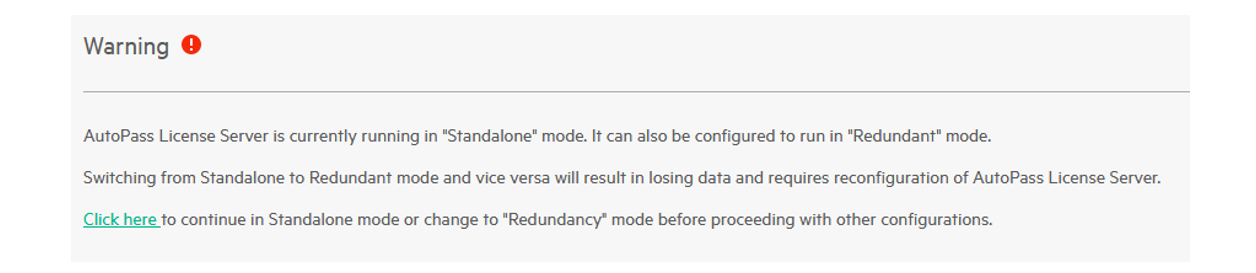 Warning
AutoPass License Server is currently running in "Standalone" mode. It can also be configured to run in "Redundant" mode.
Switching from Standalone to Redundant mode and vice versa will result in losing data and requires reconfiguration of AutoPass License Server.
Click here to continue in Standalone mode or change to "Redundancy" mode before proceeding with other configurations.